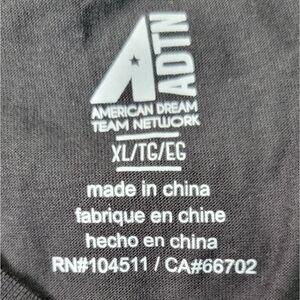 ADTN
AMERICAN DREAM
TEAM NETWORK
XL/TG/EG
made in china
fabrique en chine
hecho en china
RN#104511 / CA#66702